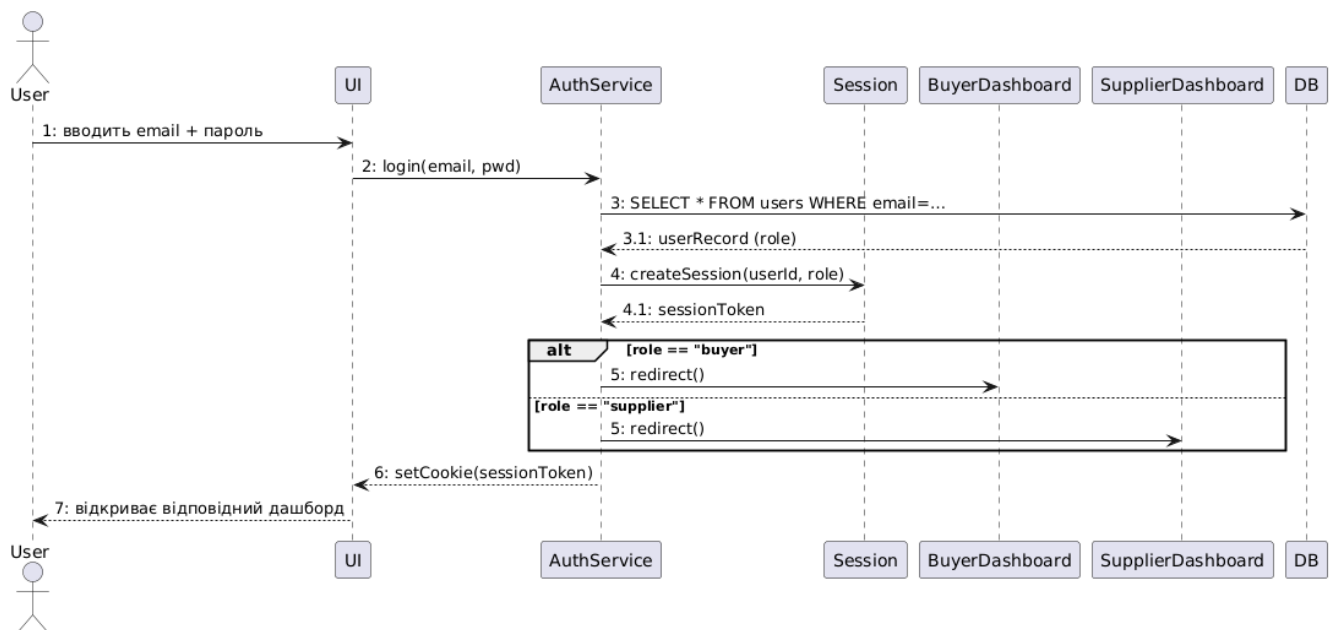 User
UI
AuthService
Session
BuyerDashboard
SupplierDashboard
DB
1: вводить email + пароль
2: login(email, pwd)
3: SELECT * FROM users WHERE email=...
3.1: userRecord (role)
4: createSession(userId, role)
4.1: sessionToken
alt
[role == "buyer"]
5: redirect()
[role == "supplier"]
5: redirect()
6: setCookie(sessionToken)
7: відкриває відповідний дашборд
User
UI
AuthService
Session
BuyerDashboard
SupplierDashboard
DB